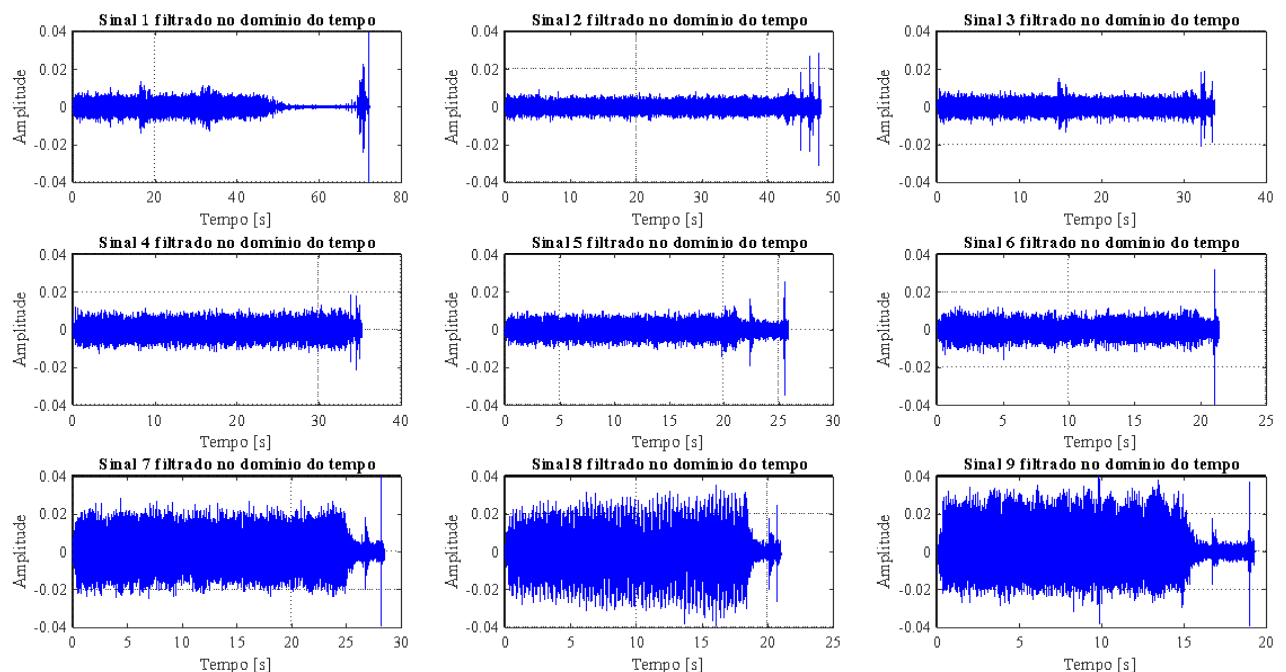 Sinal 1 filtrado no domínio do tempo
0.04
0.02
0
-0.02
-0.04
Amplitude
0 20 40 60 80
Tempo [s]
Sinal 2 filtrado no domínio do tempo
0.04
0.02
0
-0.02
-0.04
Amplitude
0 10 20 30 40 50
Tempo [s]
Sinal 3 filtrado no domínio do tempo
0.04
0.02
0
-0.02
-0.04
Amplitude
0 10 20 30 40
Tempo [s]
Sinal 4 filtrado no domínio do tempo
0.04
0.02
0
-0.02
-0.04
Amplitude
0 10 20 30 40
Tempo [s]
Sinal 5 filtrado no domínio do tempo
0.04
0.02
0
-0.02
-0.04
Amplitude
0 5 10 15 20 25 30
Tempo [s]
Sinal 6 filtrado no domínio do tempo
0.04
0.02
0
-0.02
-0.04
Amplitude
0 5 10 15 20 25
Tempo [s]
Sinal 7 filtrado no domínio do tempo
0.04
0.02
0
-0.02
-0.04
Amplitude
0 5 10 15 20 25 30
Tempo [s]
Sinal 8 filtrado no domínio do tempo
0.04
0.02
0
-0.02
-0.04
Amplitude
0 5 10 15 20 25
Tempo [s]
Sinal 9 filtrado no domínio do tempo
0.04
0.02
0
-0.02
-0.04
Amplitude
0 5 10 15 20
Tempo [s]